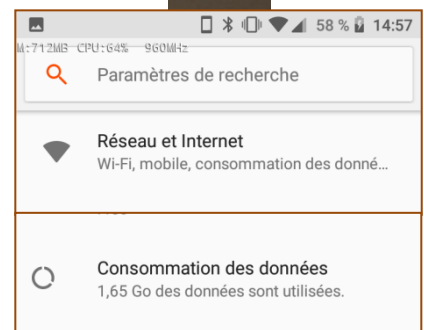 58 % 14:57
M:712MB CPU:64% 960MHz
Paramètres de recherche
Réseau et Internet
Wi-Fi, mobile, consommation des donné…
Consommation des données
1,65 Go des données sont utilisées.